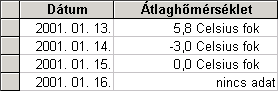 Dátum Átlaghőmérséklet
2001. 01. 13. 5,8 Celsius fok
2001. 01. 14. -3,0 Celsius fok
2001. 01. 15. 0,0 Celsius fok
2001. 01. 16. nincs adat